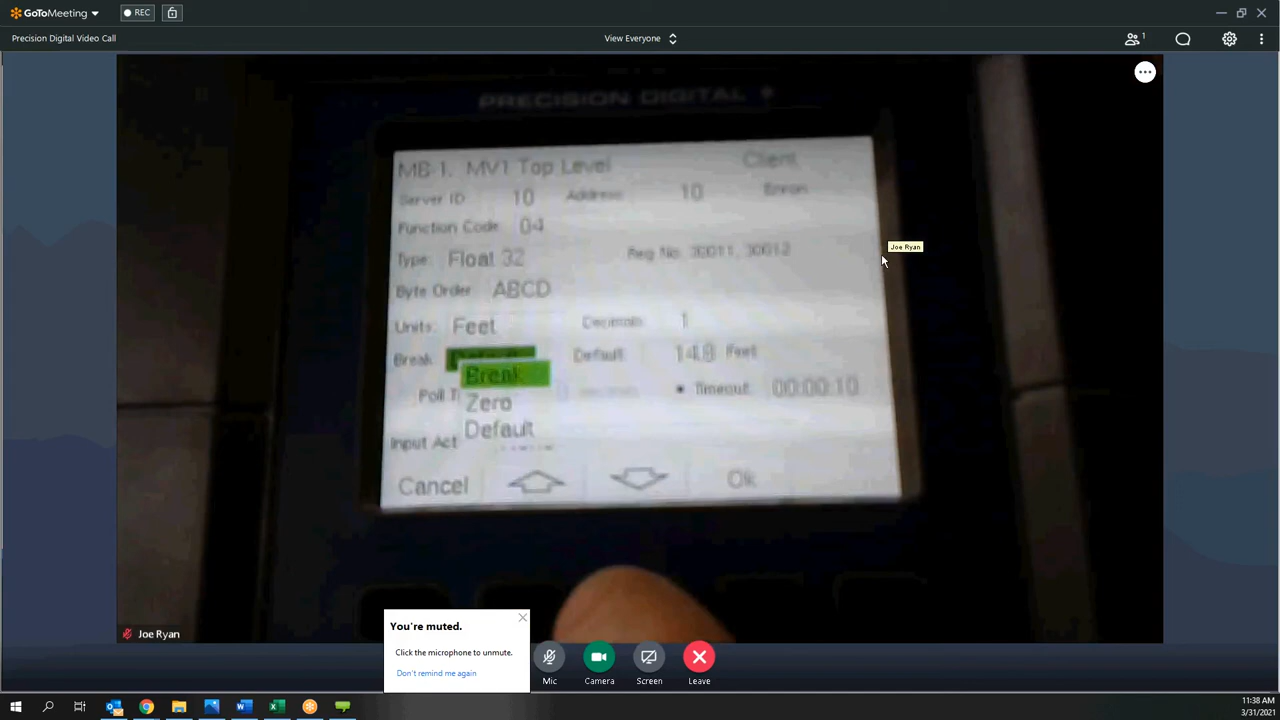 GoToMeeting
REC
Precision Digital Video Call
View Everyone
1
PRECISION DIGITAL
MB 1. MV1 Top Level Client
Server ID 10 Address 10 Enron
Function Code 04
Type: Float 32 Reg No. 30011, 30012
Byte Order ABCD
Units: Feet Decimals 1
Break Default Default 14.8 Feet
Break
Poll Timeout: 00:00:10
Zero
Default
Input Act
Cancel Ok
Joe Ryan
Joe Ryan
You're muted.
Click the microphone to unmute.
Don't remind me again
Mic Camera Screen Leave
11:38 AM
3/31/2021